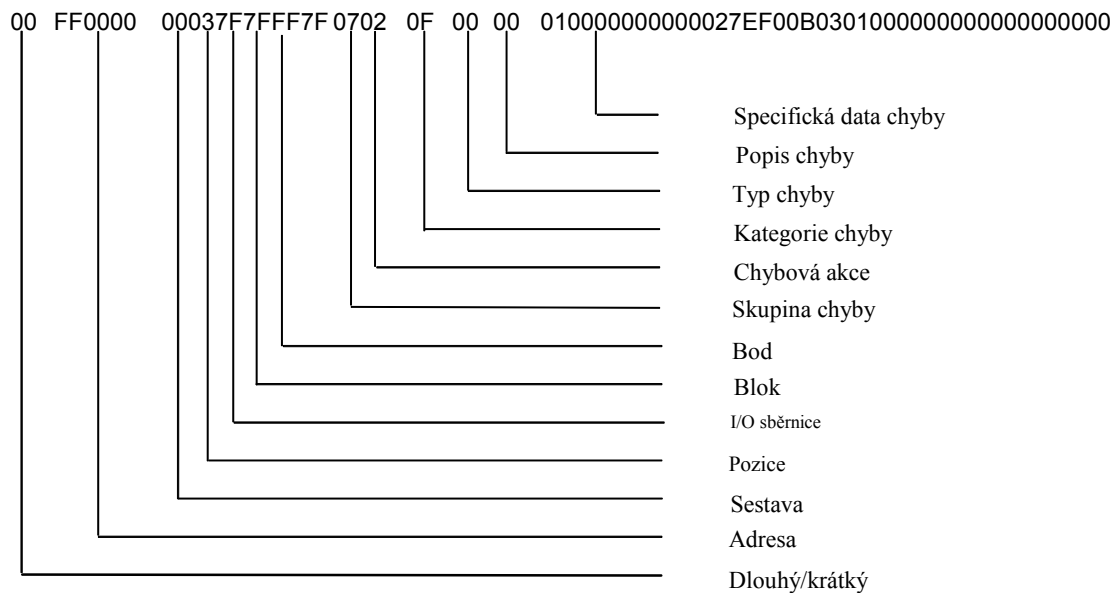 00 FF0000 00037F7FFF7F 0702 0F 00 00 01000000000000027EF00B0301000000000000000000
Specifická data chyby
Popis chyby
Typ chyby
Kategorie chyby
Chybová akce
Skupina chyby
Bod
Blok
I/O sběrnice
Pozice
Sestava
Adresa
Dlouhý/krátký